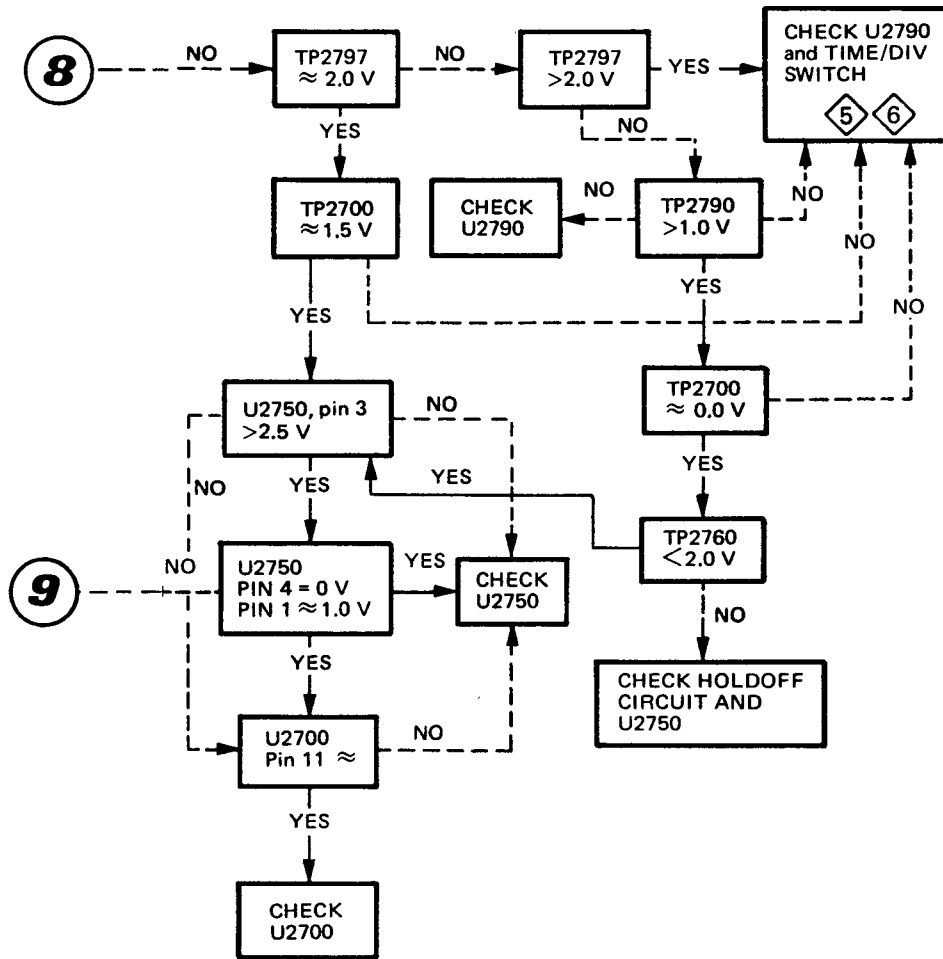 8
NO
TP2797
≈ 2.0 V
NO
TP2797
>2.0 V
YES
CHECK U2790
and TIME/DIV
SWITCH
5 6
YES
NO
TP2700
≈ 1.5 V
CHECK
U2790
NO
TP2790
>1.0 V
NO
NO
NO
YES
YES
TP2700
≈ 0.0 V
U2750, pin 3
>2.5 V
NO
NO
YES
YES
YES
TP2760
<2.0 V
9
NO
U2750
PIN 4 = 0 V
PIN 1 ≈ 1.0 V
YES
CHECK
U2750
NO
YES
CHECK HOLDOFF
CIRCUIT AND
U2750
U2700
Pin 11 ≈
NO
YES
CHECK
U2700